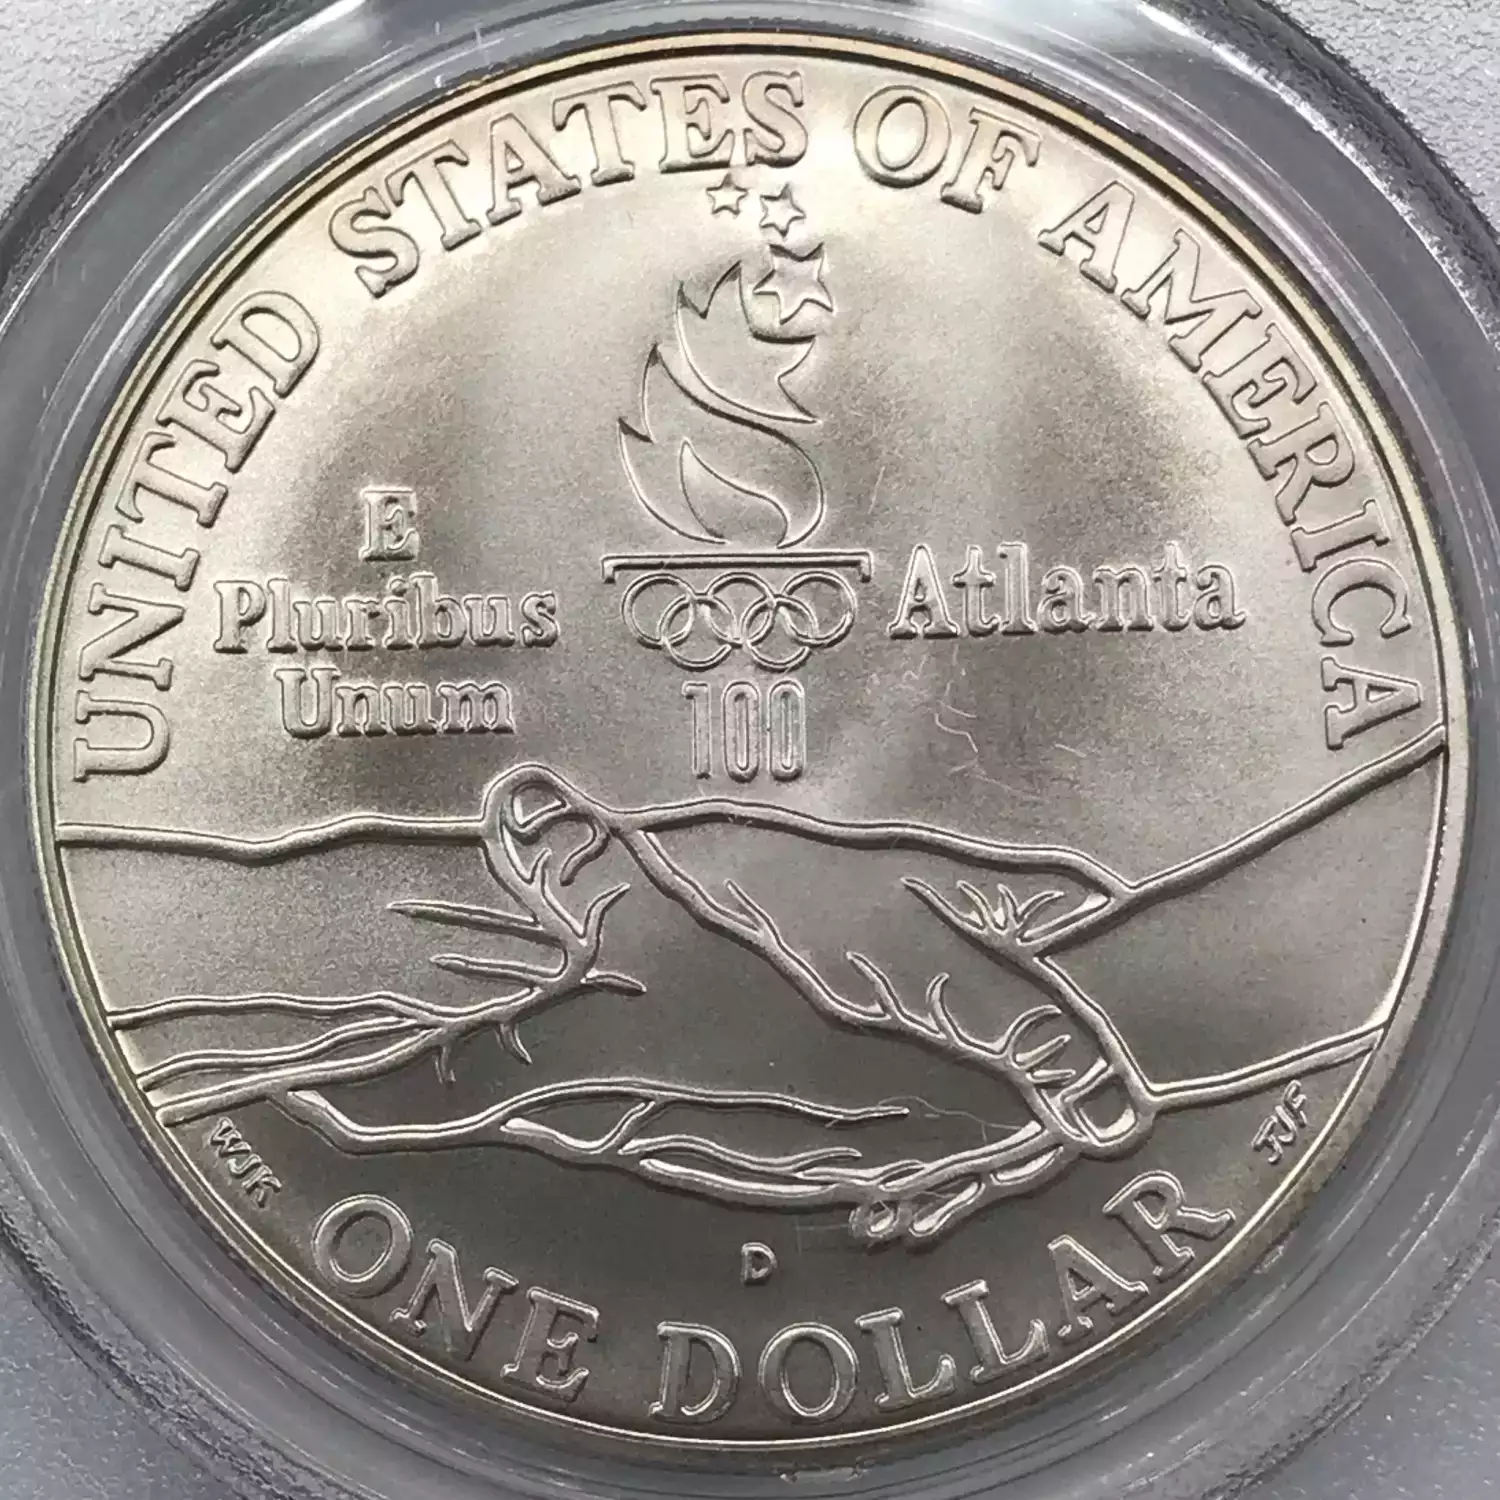 UNITED STATES OF AMERICA
E
Pluribus
Unum
Atlanta
100
WJK
JJF
D
ONE DOLLAR